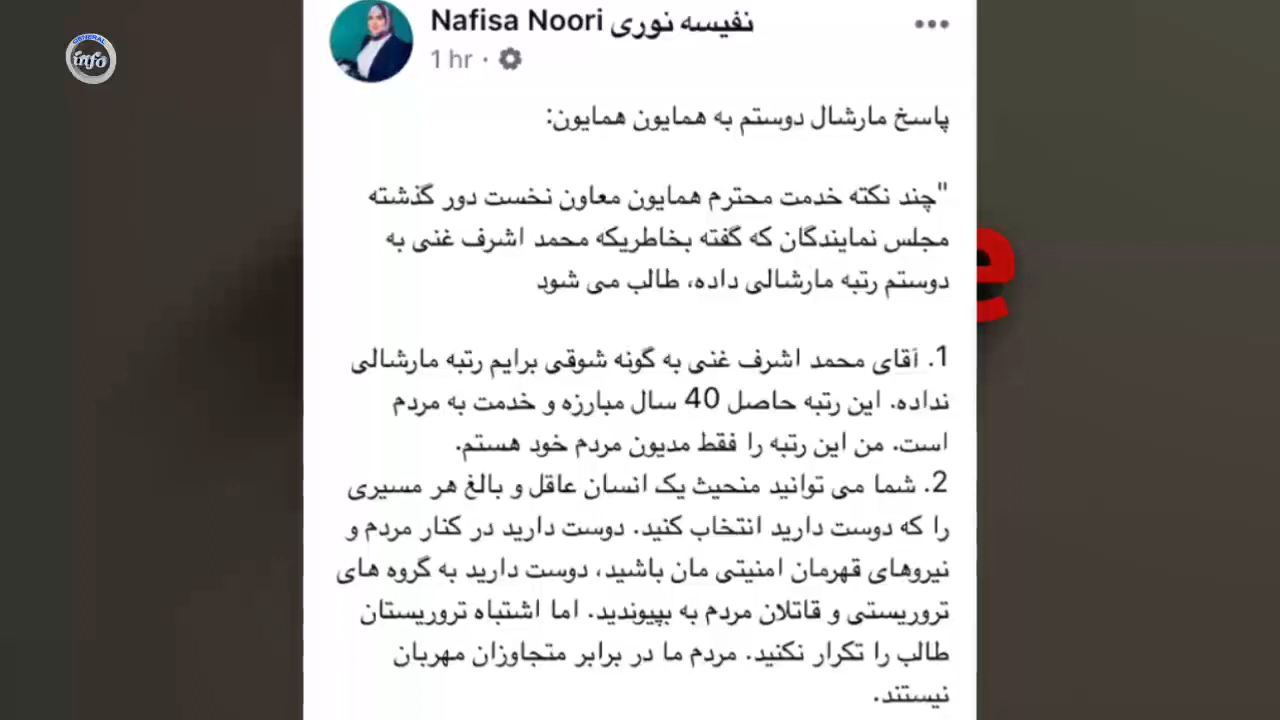 GENERAL
info
Nafisa Noori نفیسه نوری
1 hr ·
پاسخ مارشال دوستم به همایون همایون:
"چند نکته خدمت محترم همایون معاون نخست دور گذشته
مجلس نمایندگان که گفته بخاطریکه محمد اشرف غنی به
دوستم رتبه مارشالی داده، طالب می شود
1. آقای محمد اشرف غنی به گونه شوقی برایم رتبه مارشالی
نداده. این رتبه حاصل 40 سال مبارزه و خدمت به مردم
است. من این رتبه را فقط مدیون مردم خود هستم.
2. شما می توانید منحیث یک انسان عاقل و بالغ هر مسیری
را که دوست دارید انتخاب کنید. دوست دارید در کنار مردم و
نیروهای قهرمان امنیتی مان باشید، دوست دارید به گروه های
تروریستی و قاتلان مردم به بپیوندید. اما اشتباه تروریستان
طالب را تکرار نکنید. مردم ما در برابر متجاوزان مهربان
نیستند.
e